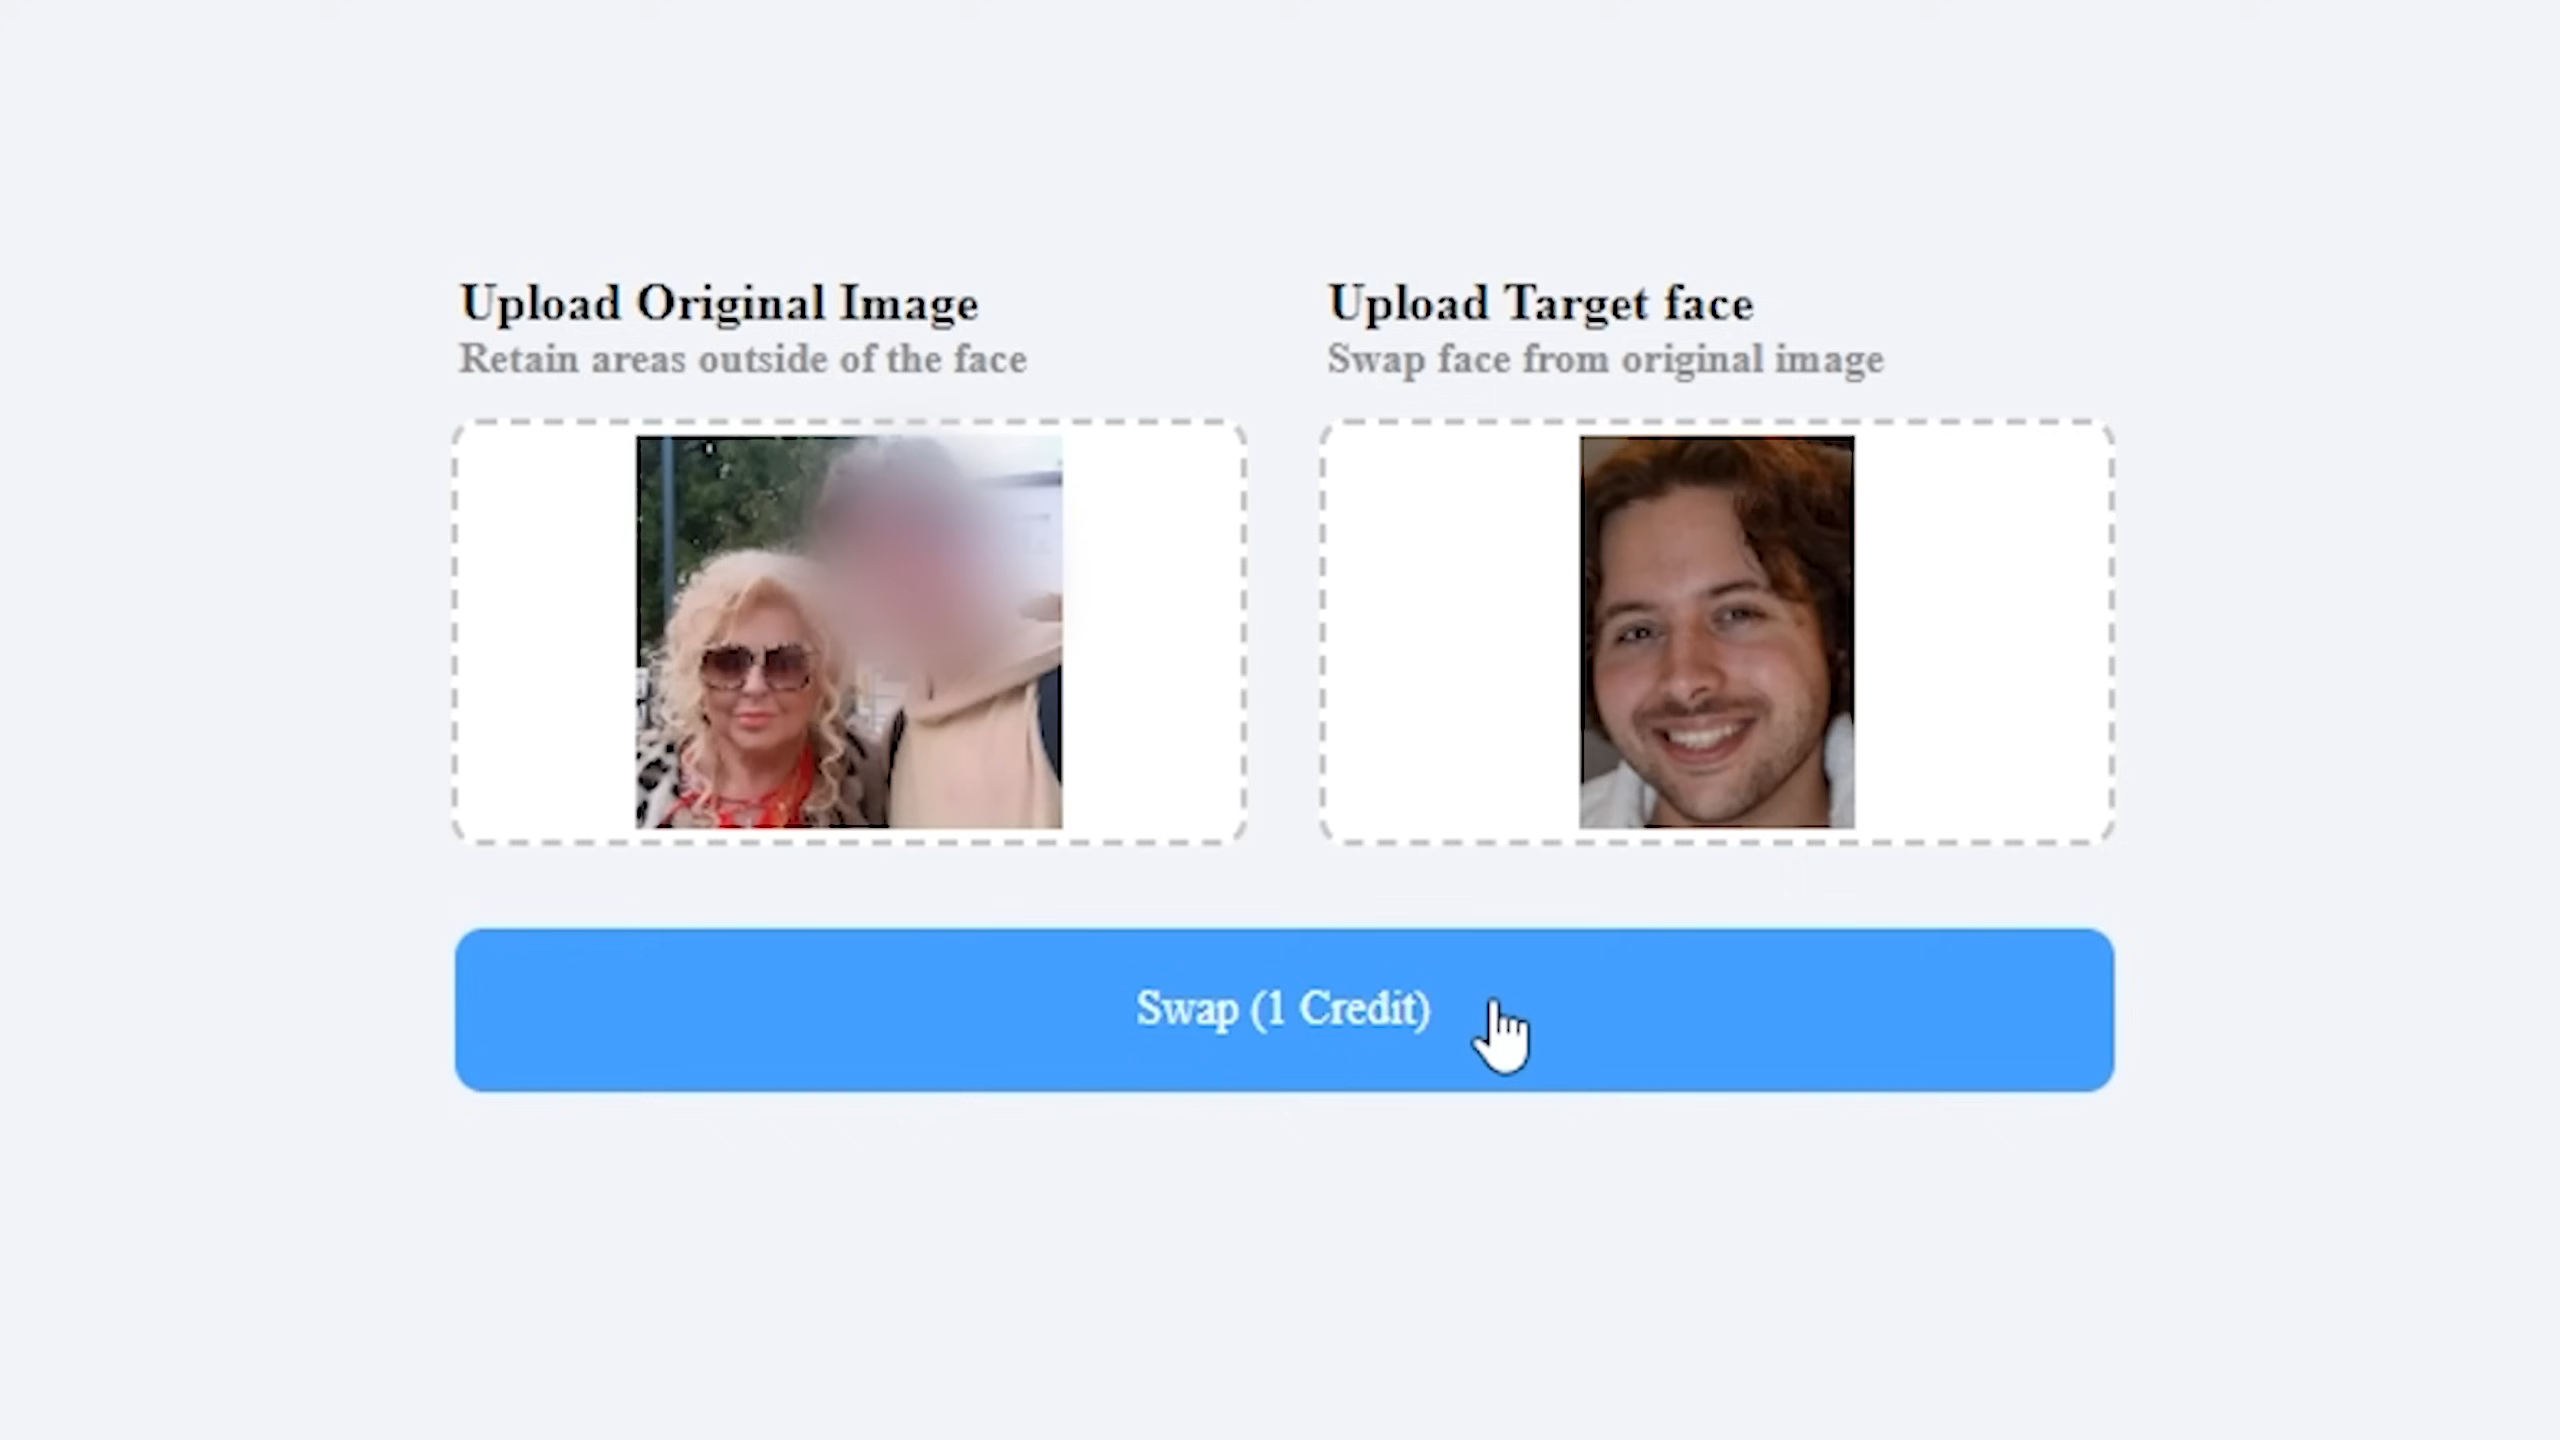 Upload Original Image
Retain areas outside of the face
Upload Target face
Swap face from original image
Swap (1 Credit)